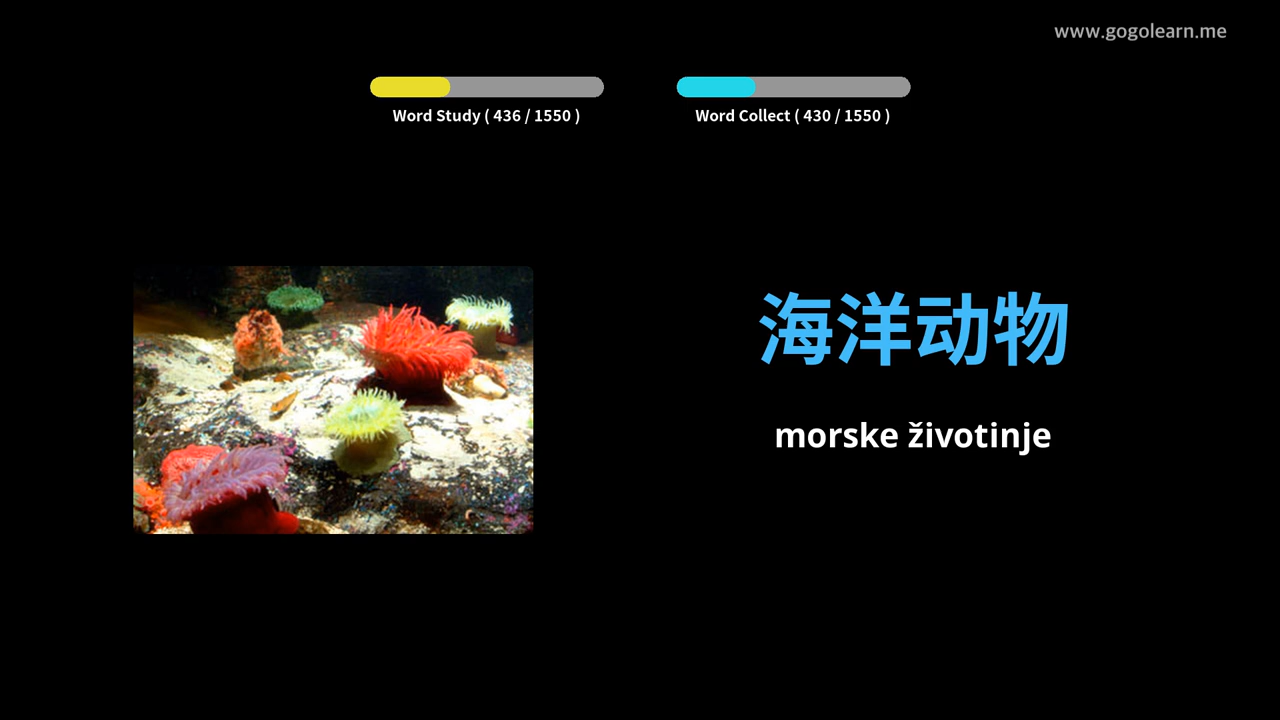 www.gogolearn.me
Word Study ( 436 / 1550 )
Word Collect ( 430 / 1550 )
海洋动物
morske životinje